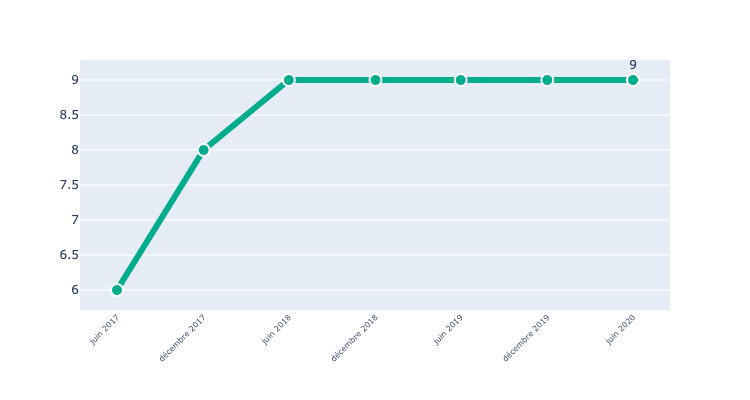 9
9
8.5
8
7.5
7
6.5
6
juin 2017
décembre 2017
juin 2018
décembre 2018
juin 2019
décembre 2019
juin 2020